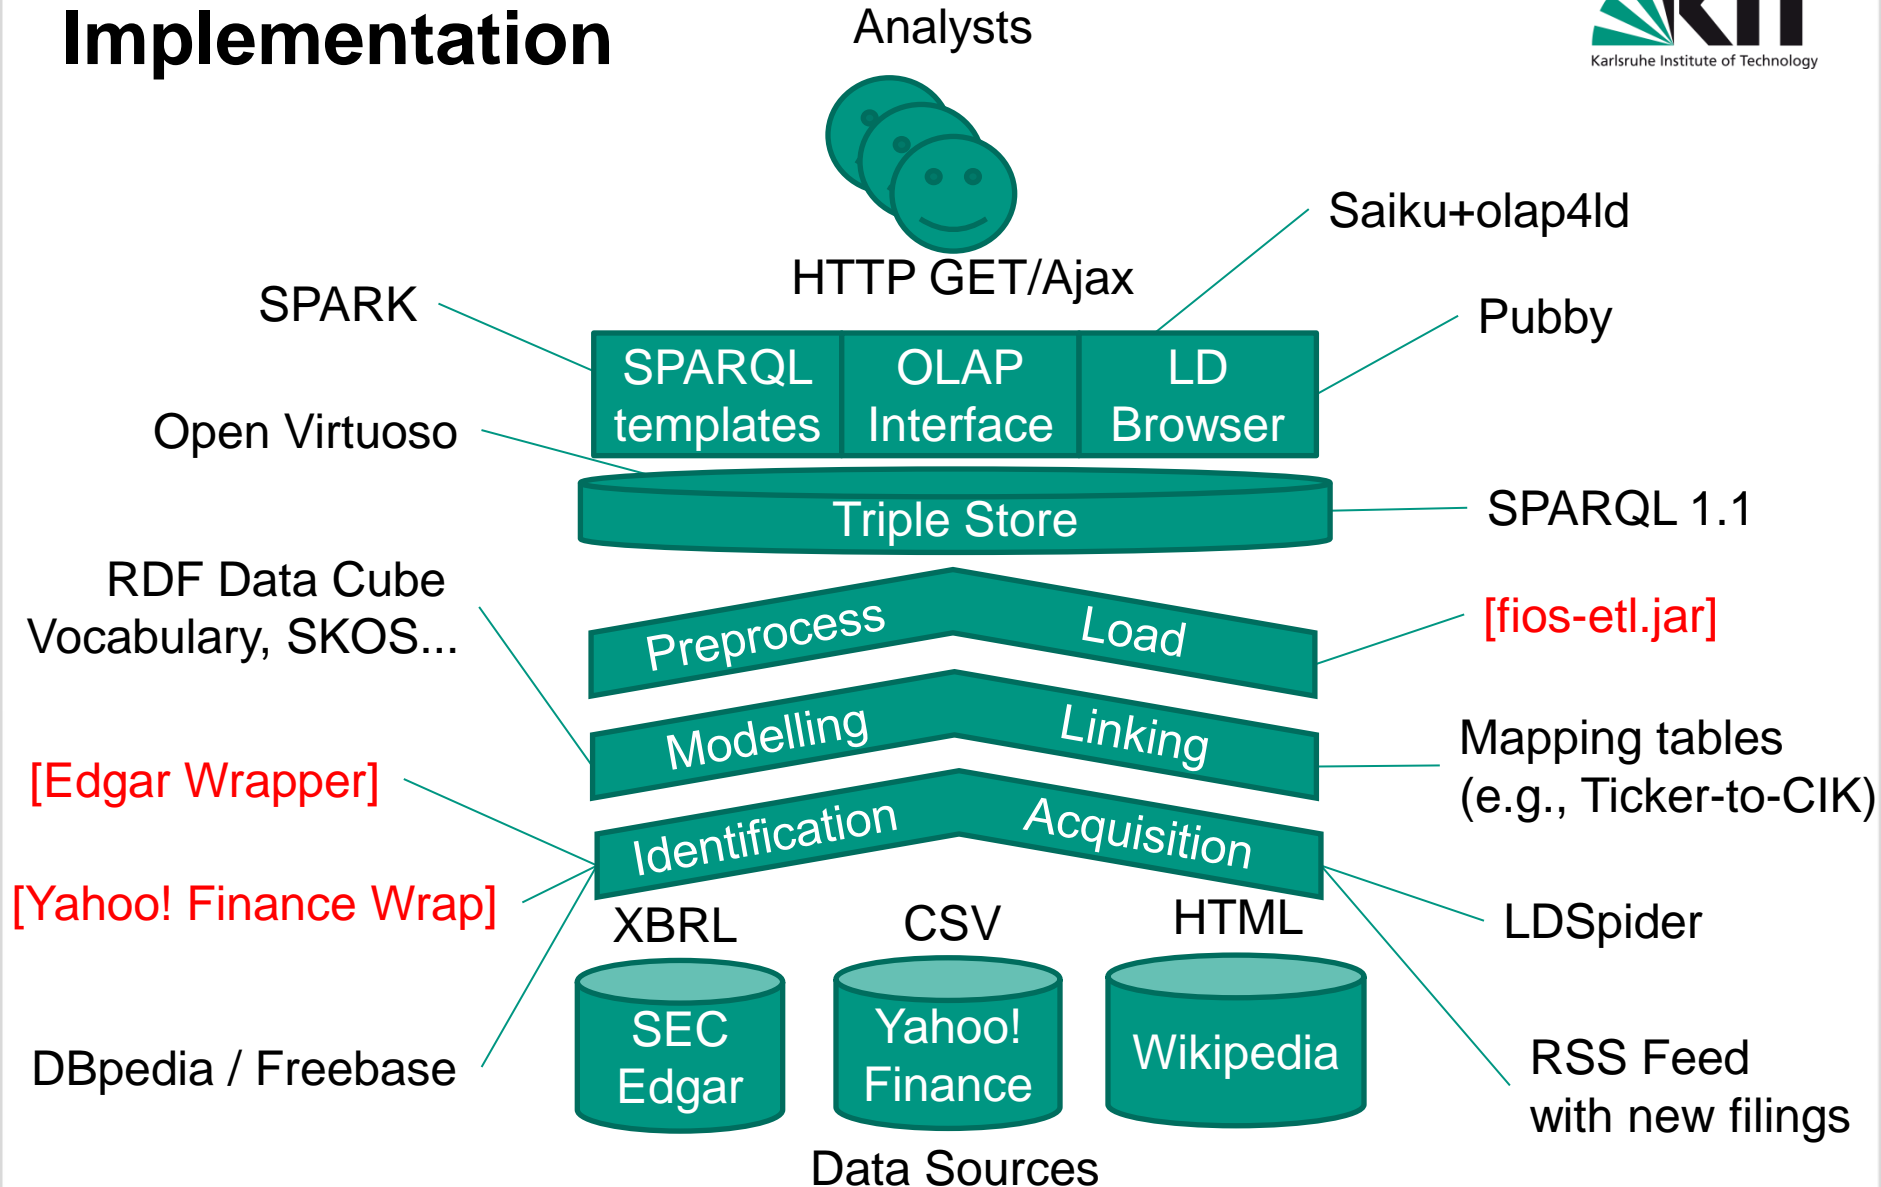 Implementation
Analysts
KIT
Karlsruhe Institute of Technology
HTTP GET/Ajax
Saiku+olap4ld
SPARK
Pubby
SPARQL
templates
OLAP
Interface
LD
Browser
Open Virtuoso
Triple Store
SPARQL 1.1
RDF Data Cube
Vocabulary, SKOS...
Preprocess
Load
[fios-etl.jar]
Modelling
Linking
Mapping tables
(e.g., Ticker-to-CIK)
[Edgar Wrapper]
Identification
Acquisition
[Yahoo! Finance Wrap]
XBRL
CSV
HTML
LDSpider
SEC
Edgar
Yahoo!
Finance
Wikipedia
DBpedia / Freebase
RSS Feed
with new filings
Data Sources